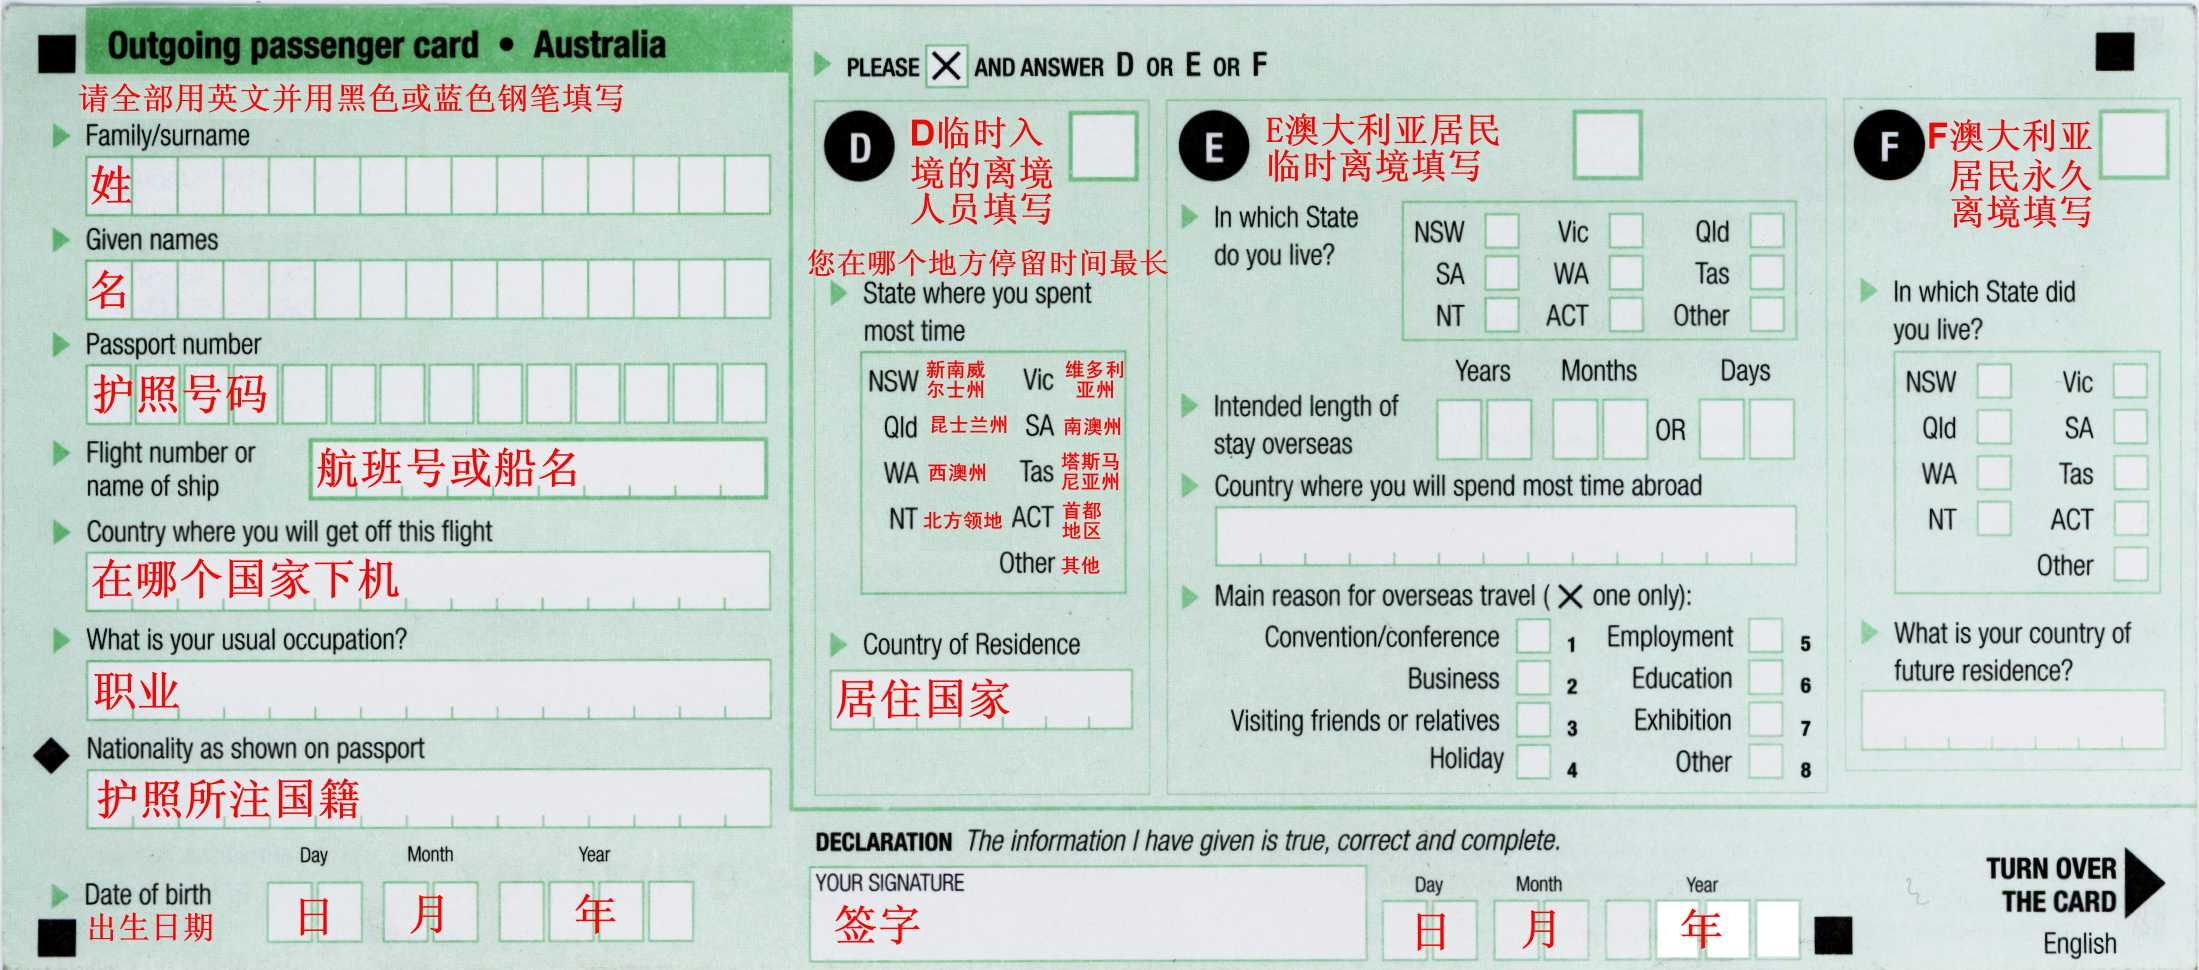 Outgoing passenger card • Australia
请全部用英文并用黑色或蓝色钢笔填写
Family/surname
姓
Given names
名
Passport number
护照号码
Flight number or
name of ship
航班号或船名
Country where you will get off this flight
在哪个国家下机
What is your usual occupation?
职业
Nationality as shown on passport
护照所注国籍
Day Month Year
Date of birth
出生日期
日 月 年
PLEASE X AND ANSWER D OR E OR F
D
D临时入
境的离境
人员填写
您在哪个地方停留时间最长
State where you spent
most time
NSW 新南威尔士州 Vic 维多利亚州
Qld 昆士兰州 SA 南澳州
WA 西澳州 Tas 塔斯马尼亚州
NT 北方领地 ACT 首都地区
Other 其他
Country of Residence
居住国家
E
E澳大利亚居民
临时离境填写
In which State
do you live?
NSW Vic Qld
SA WA Tas
NT ACT Other
Years Months Days
Intended length of
stay overseas
OR
Country where you will spend most time abroad
Main reason for overseas travel ( X one only):
Convention/conference 1 Employment 5
Business 2 Education 6
Visiting friends or relatives 3 Exhibition 7
Holiday 4 Other 8
F
F澳大利亚
居民永久
离境填写
In which State did
you live?
NSW Vic
Qld SA
WA Tas
NT ACT
Other
What is your country of
future residence?
DECLARATION The information I have given is true, correct and complete.
YOUR SIGNATURE
签字
Day Month Year
日 月 年
TURN OVER
THE CARD
English